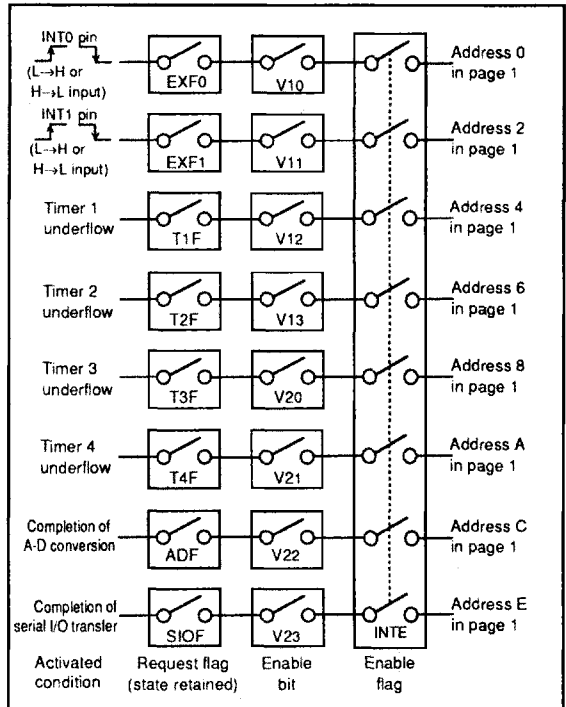 INT0 pin
(L→H or
H→L input)
EXF0
V10
Address 0
in page 1
INT1 pin
(L→H or
H→L input)
EXF1
V11
Address 2
in page 1
Timer 1
underflow
T1F
V12
Address 4
in page 1
Timer 2
underflow
T2F
V13
Address 6
in page 1
Timer 3
underflow
T3F
V20
Address 8
in page 1
Timer 4
underflow
T4F
V21
Address A
in page 1
Completion of
A-D conversion
ADF
V22
Address C
in page 1
Completion of
serial I/O transfer
SIOF
V23
INTE
Address E
in page 1
Activated
condition
Request flag
(state retained)
Enable
bit
Enable
flag